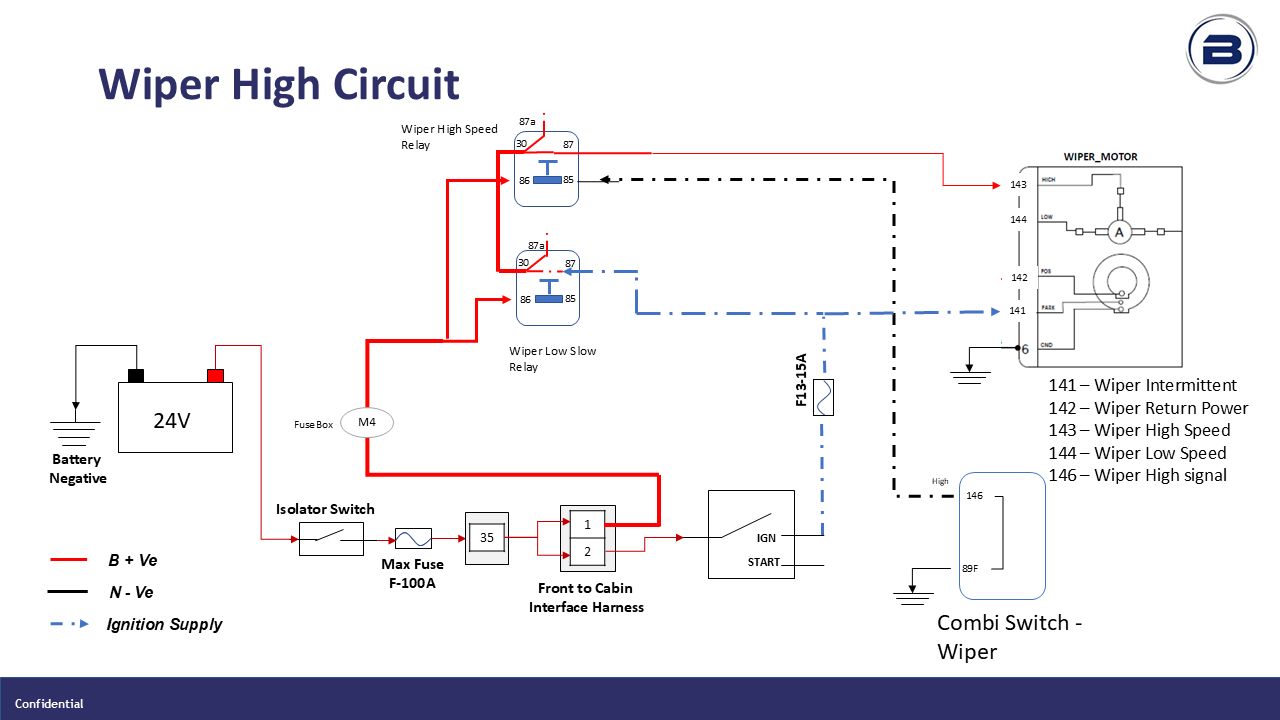 Wiper High Circuit
B
Wiper High Speed
Relay
87a
30
87
86
85
87a
30
87
86
85
Wiper Low Slow
Relay
WIPER_MOTOR
143
HIGH
144
LOW
A
142
POS
141
PARK
6
GND
141 – Wiper Intermittent
142 – Wiper Return Power
143 – Wiper High Speed
144 – Wiper Low Speed
146 – Wiper High signal
24V
Battery
Negative
Fuse Box
M4
F13-15A
Isolator Switch
Max Fuse
F-100A
35
1
2
Front to Cabin
Interface Harness
IGN
START
High
146
89F
Combi Switch -
Wiper
B + Ve
N - Ve
Ignition Supply
Confidential